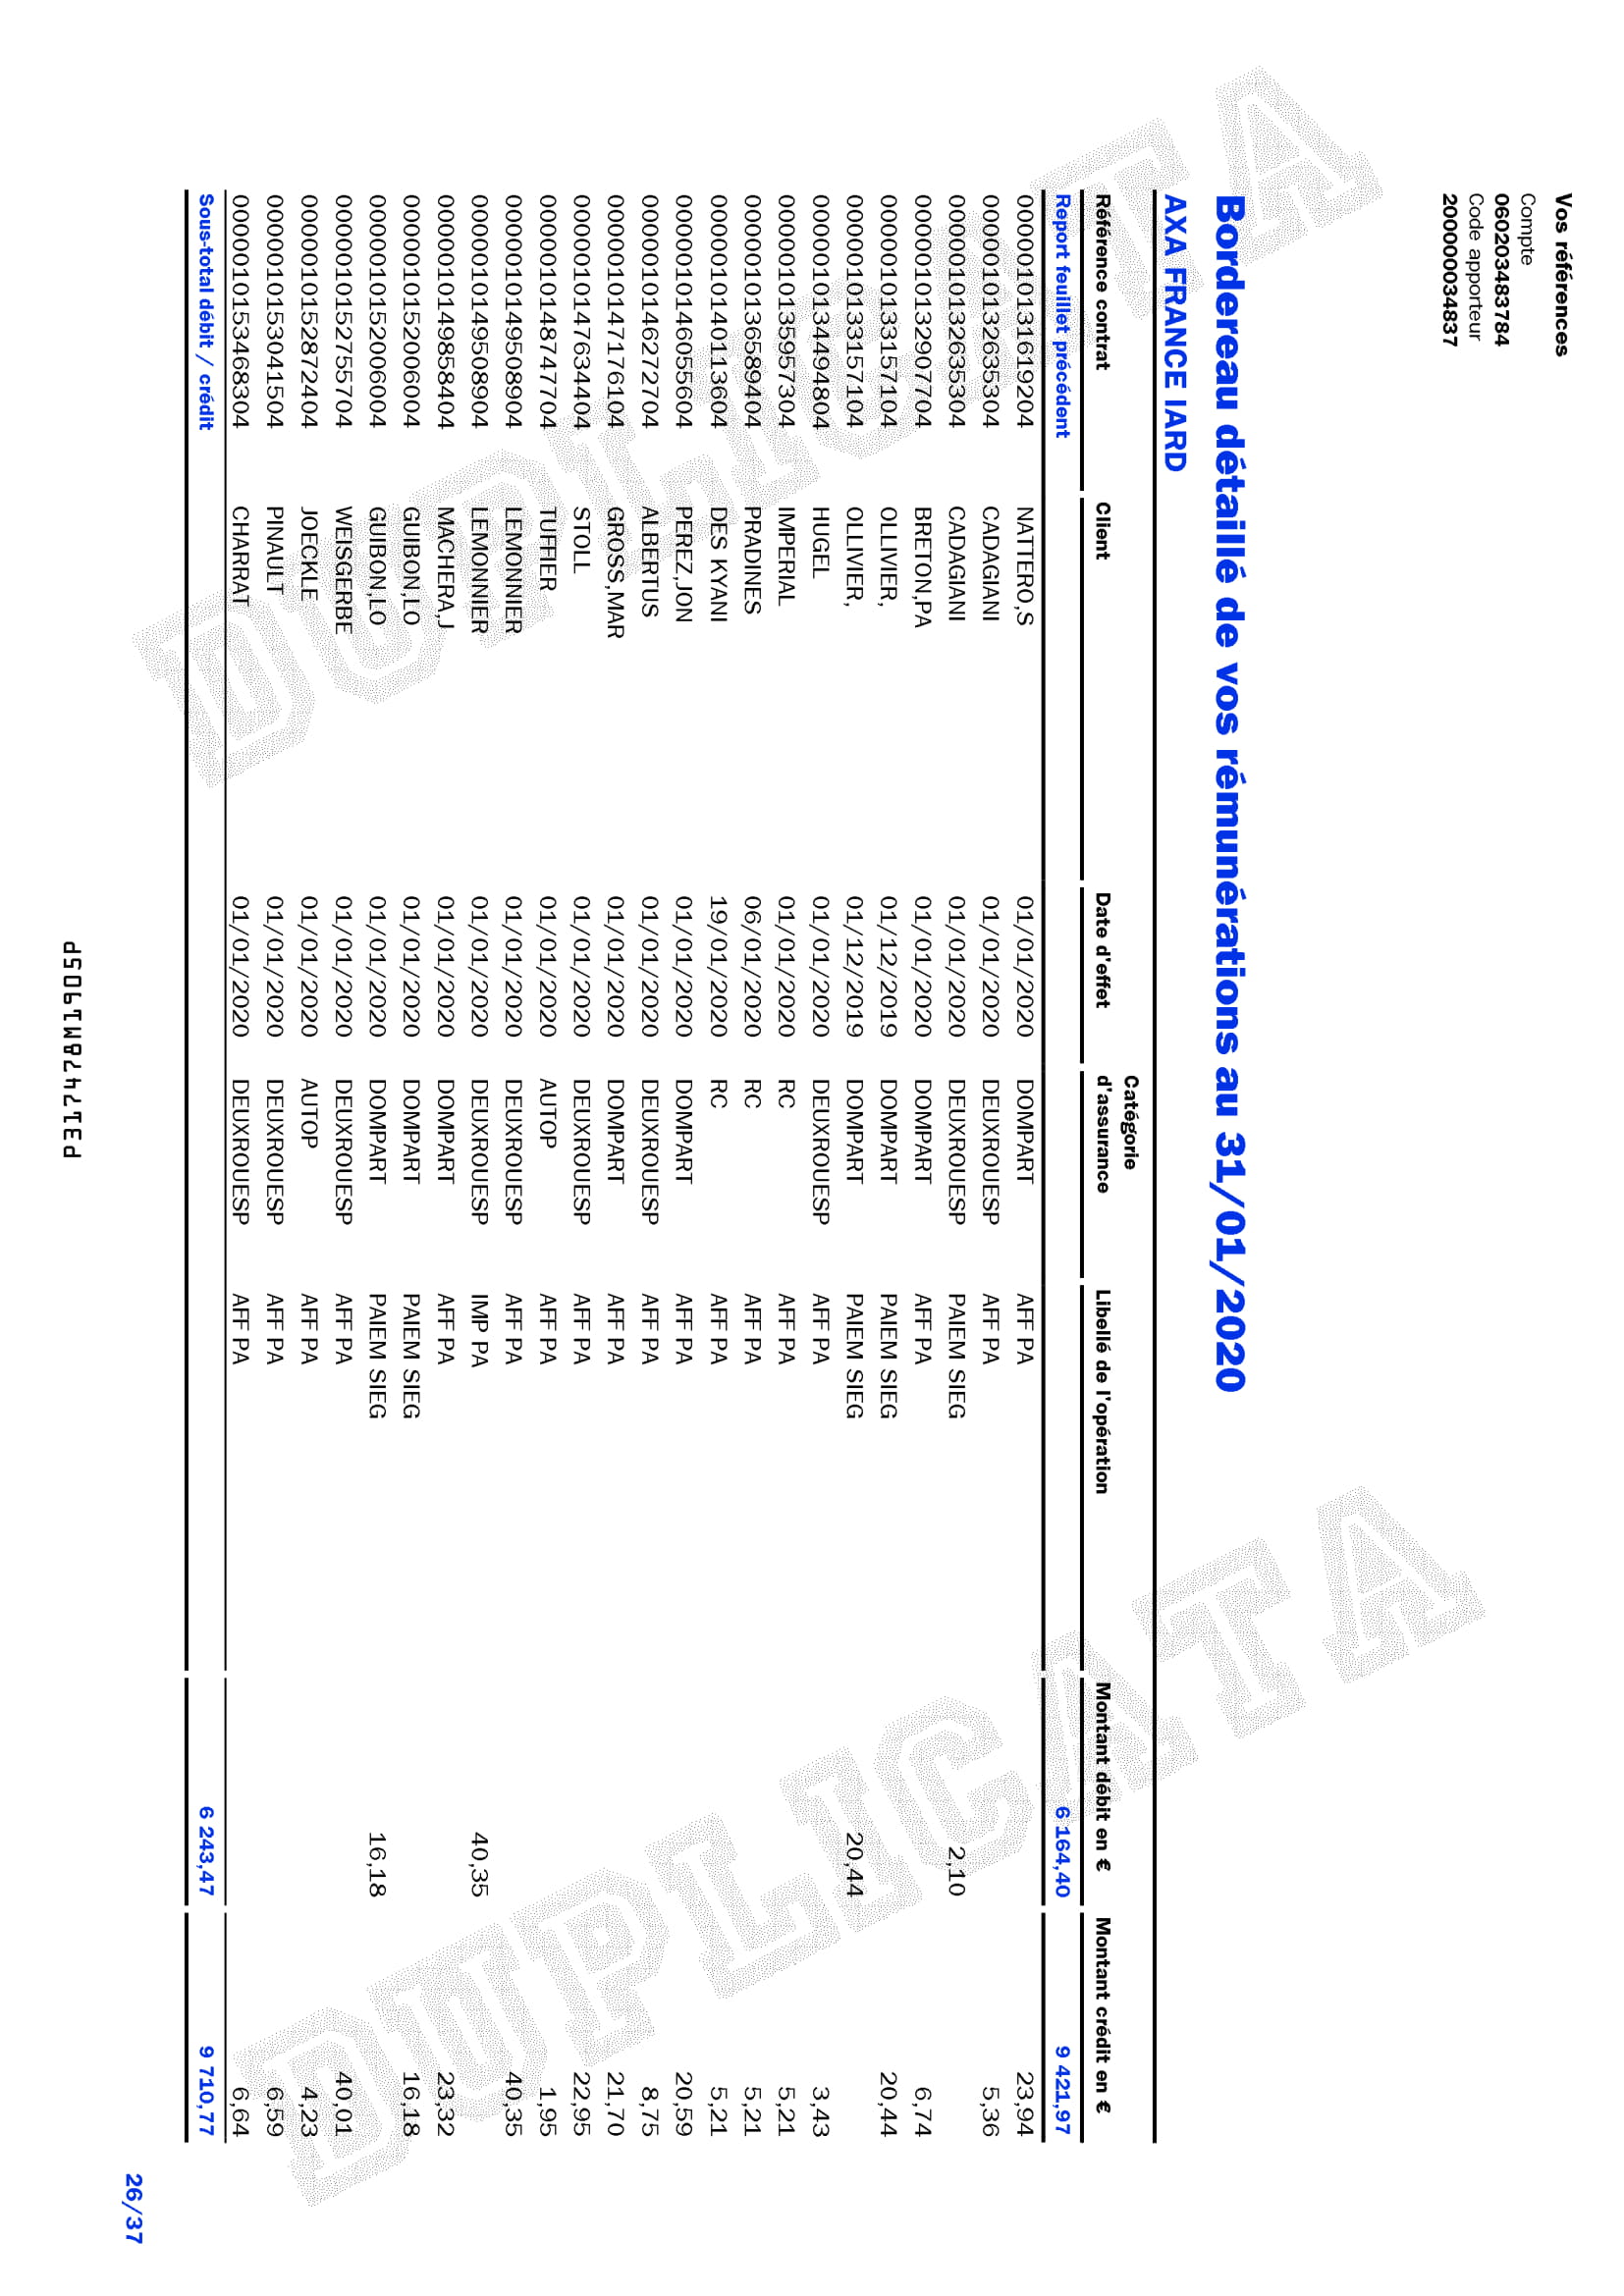 Vos références
Compte
060203483784
Code apporteur
200000034837
Bordereau détaillé de vos rémunérations au 31/01/2020
AXA FRANCE IARD
Référence contrat Client Date d'effet Catégorie d'assurance Libellé de l'opération Montant débit en € Montant crédit en €
Report feuillet précédent 6 164,40 9 421,97
0000010131619204 NATTERO,S 01/01/2020 DOMPART AFF PA 23,94
0000010132635304 CADAGIANI 01/01/2020 DEUXROUESP AFF PA 5,36
0000010132635304 CADAGIANI 01/01/2020 DEUXROUESP PAIEM SIEG 2,10
0000010132907704 BRETON,PA 01/01/2020 DOMPART AFF PA 6,74
0000010133157104 OLLIVIER, 01/12/2019 DOMPART PAIEM SIEG 20,44
0000010133157104 OLLIVIER, 01/12/2019 DOMPART PAIEM SIEG 20,44
0000010134494804 HUGEL 01/01/2020 DEUXROUESP AFF PA 3,43
0000010135957304 IMPERIAL 01/01/2020 RC AFF PA 5,21
0000010136589404 PRADINES 06/01/2020 RC AFF PA 5,21
0000010140113604 DES KYANI 19/01/2020 RC AFF PA 5,21
0000010146055604 PEREZ,JON 01/01/2020 DOMPART AFF PA 20,59
0000010146272704 ALBERTUS 01/01/2020 DEUXROUESP AFF PA 8,75
0000010147176104 GROSS,MAR 01/01/2020 DOMPART AFF PA 21,70
0000010147634404 STOLL 01/01/2020 DEUXROUESP AFF PA 22,95
0000010148747704 TUFFIER 01/01/2020 AUTOP AFF PA 1,95
0000010149508904 LEMONNIER 01/01/2020 DEUXROUESP AFF PA 40,35
0000010149508904 LEMONNIER 01/01/2020 DEUXROUESP IMP PA 40,35
0000010149858404 MACHERA,J 01/01/2020 DOMPART AFF PA 23,32
0000010152006004 GUIBON,LO 01/01/2020 DOMPART PAIEM SIEG 16,18
0000010152006004 GUIBON,LO 01/01/2020 DOMPART PAIEM SIEG 16,18
0000010152755704 WEISGERBE 01/01/2020 DEUXROUESP AFF PA 40,01
0000010152872404 JOECKLE 01/01/2020 AUTOP AFF PA 4,23
0000010153041504 PINAULT 01/01/2020 DEUXROUESP AFF PA 6,59
0000010153468304 CHARRAT 01/01/2020 DEUXROUESP AFF PA 6,64
Sous-total débit / crédit 6 243,47 9 710,77
26/37
DUPLICATA
DUPLICATA